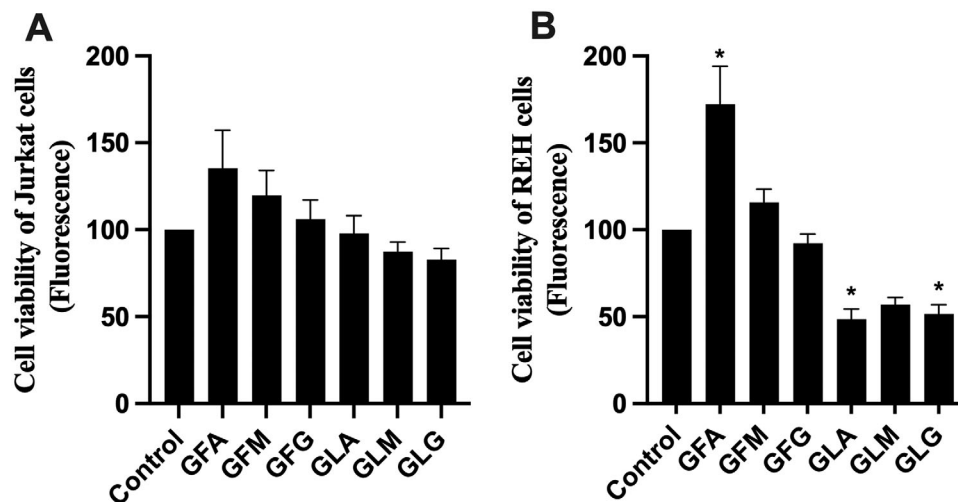 A
Cell viability of Jurkat cells
(Fluorescence)
200
150
100
50
0
Control
GFA
GFM
GFG
GLA
GLM
GLG
B
Cell viability of REH cells
(Fluorescence)
200
150
100
50
0
*
*
*
Control
GFA
GFM
GFG
GLA
GLM
GLG